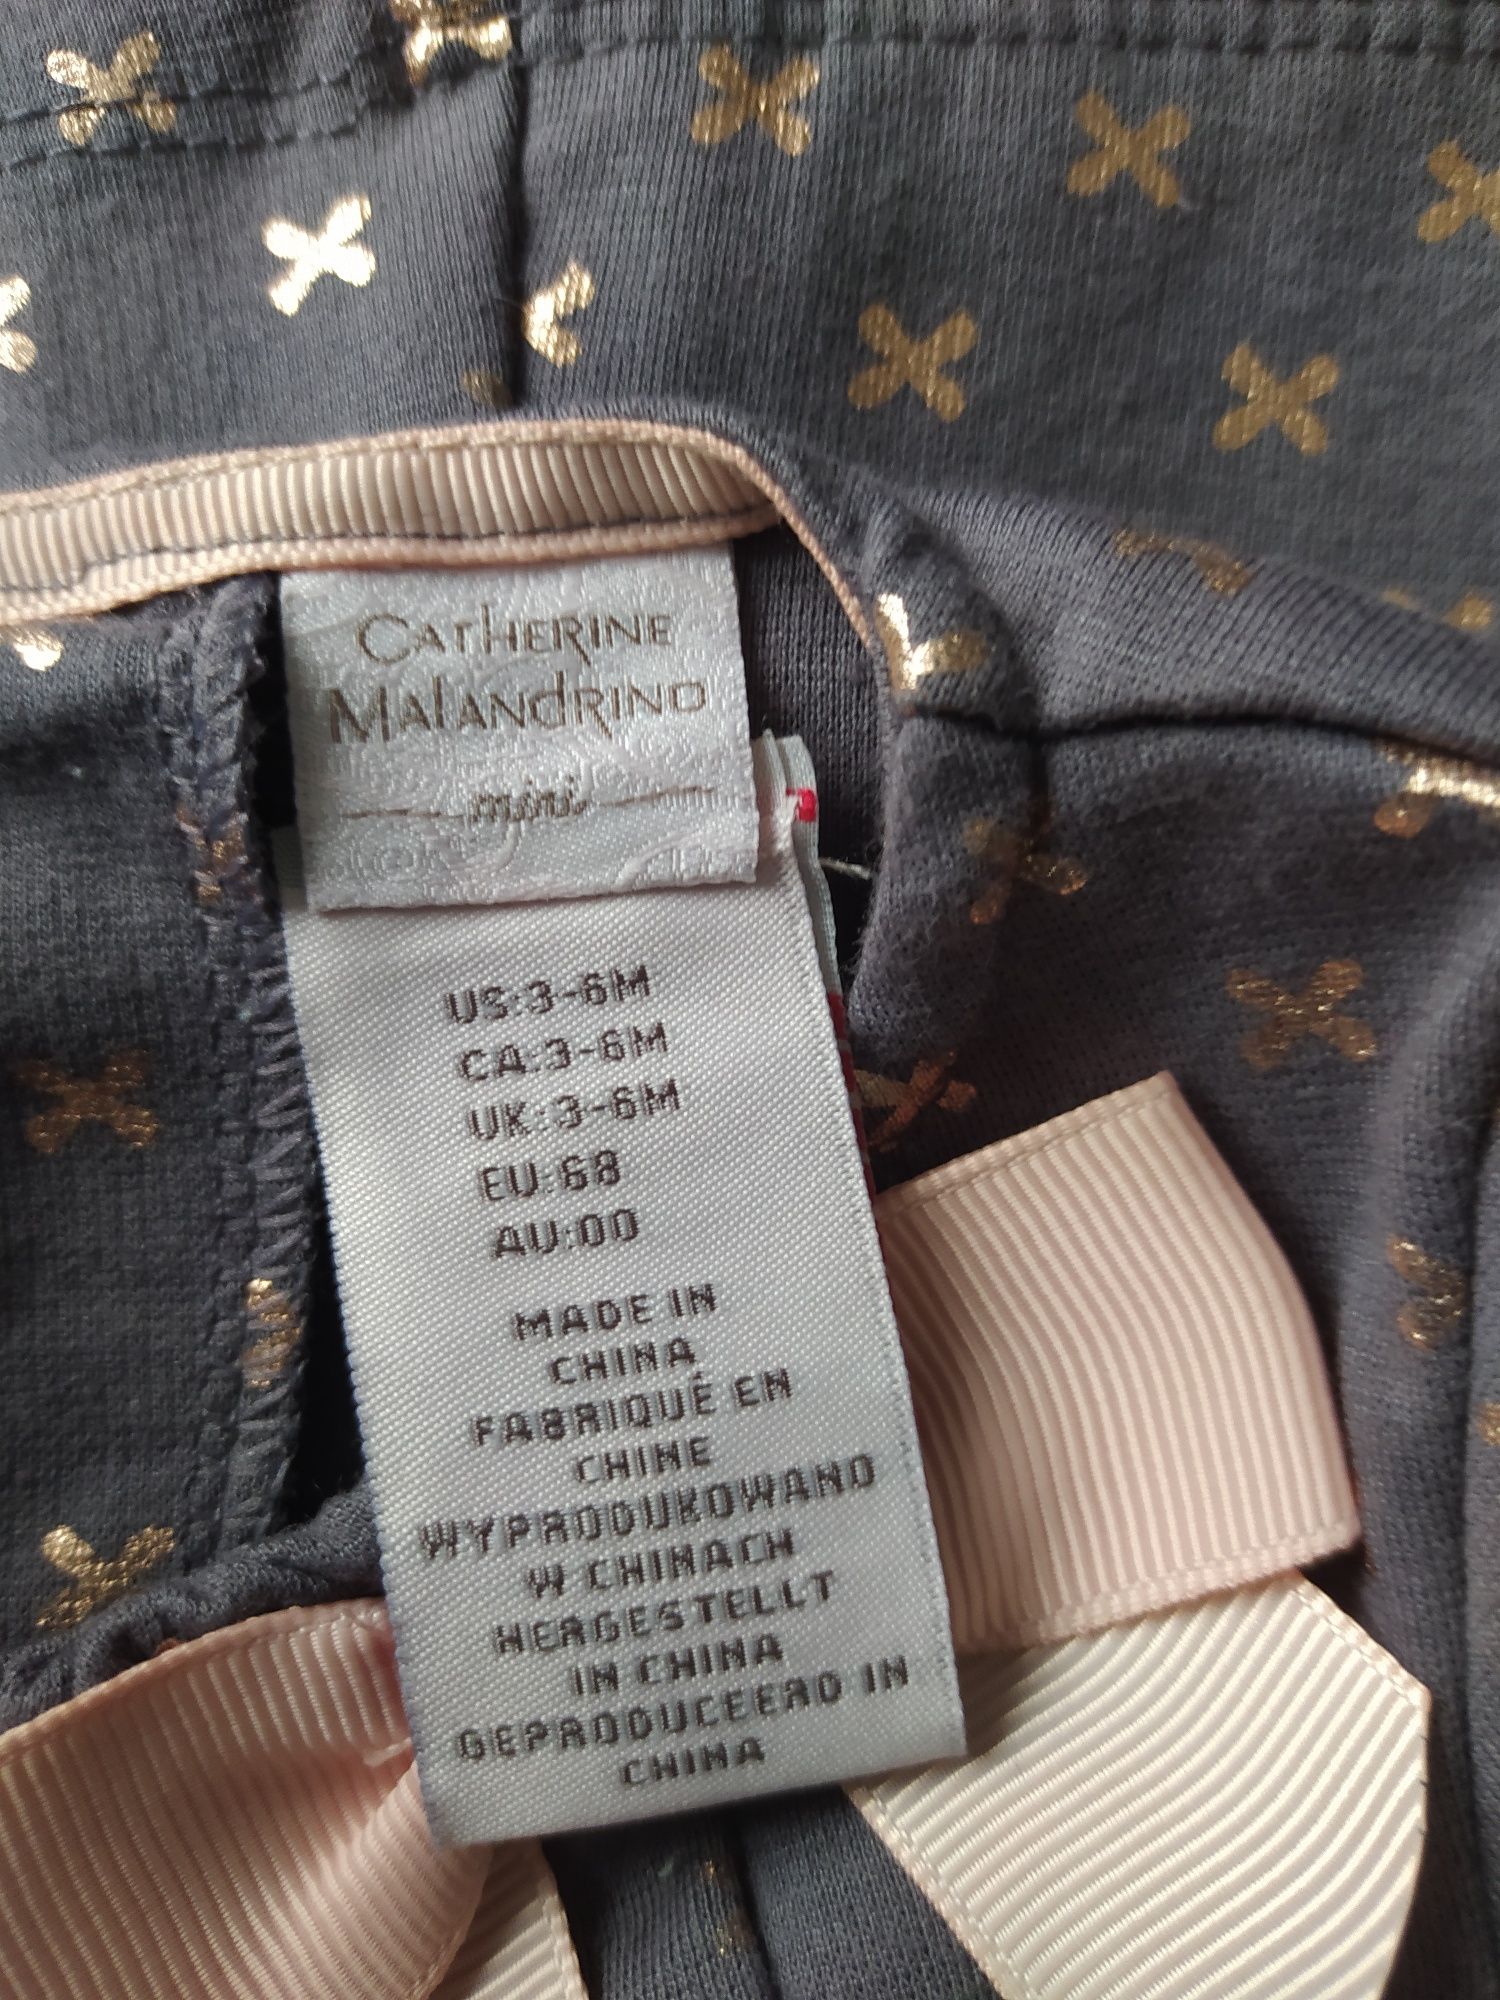 CATHERINE
MALANDRINO
mini
US:3-6M
CA:3-6M
UK:3-6M
EU:68
AU:00
MADE IN
CHINA
FABRIQUÉ EN
CHINE
WYPRODUKOWANO
W CHINACH
HERGESTELLT
IN CHINA
GEPRODUCEERD IN
CHINA